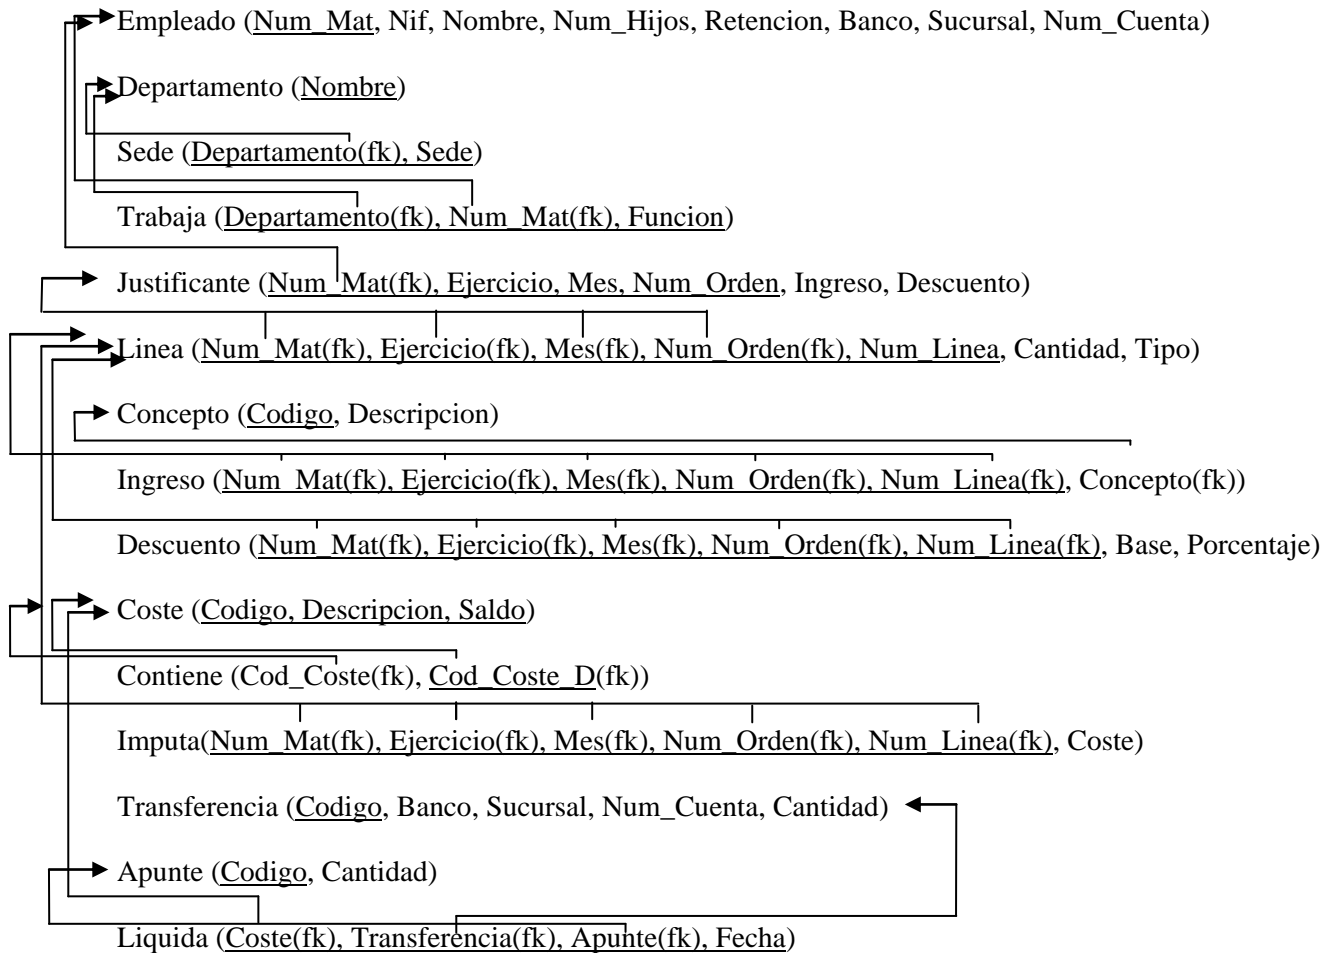 Empleado (Num_Mat, Nif, Nombre, Num_Hijos, Retencion, Banco, Sucursal, Num_Cuenta)
Departamento (Nombre)
Sede (Departamento(fk), Sede)
Trabaja (Departamento(fk), Num_Mat(fk), Funcion)
Justificante (Num_Mat(fk), Ejercicio, Mes, Num_Orden, Ingreso, Descuento)
Linea (Num_Mat(fk), Ejercicio(fk), Mes(fk), Num_Orden(fk), Num_Linea, Cantidad, Tipo)
Concepto (Codigo, Descripcion)
Ingreso (Num_Mat(fk), Ejercicio(fk), Mes(fk), Num_Orden(fk), Num_Linea(fk), Concepto(fk))
Descuento (Num_Mat(fk), Ejercicio(fk), Mes(fk), Num_Orden(fk), Num_Linea(fk), Base, Porcentaje)
Coste (Codigo, Descripcion, Saldo)
Contiene (Cod_Coste(fk), Cod_Coste_D(fk))
Imputa(Num_Mat(fk), Ejercicio(fk), Mes(fk), Num_Orden(fk), Num_Linea(fk), Coste)
Transferencia (Codigo, Banco, Sucursal, Num_Cuenta, Cantidad)
Apunte (Codigo, Cantidad)
Liquida (Coste(fk), Transferencia(fk), Apunte(fk), Fecha)